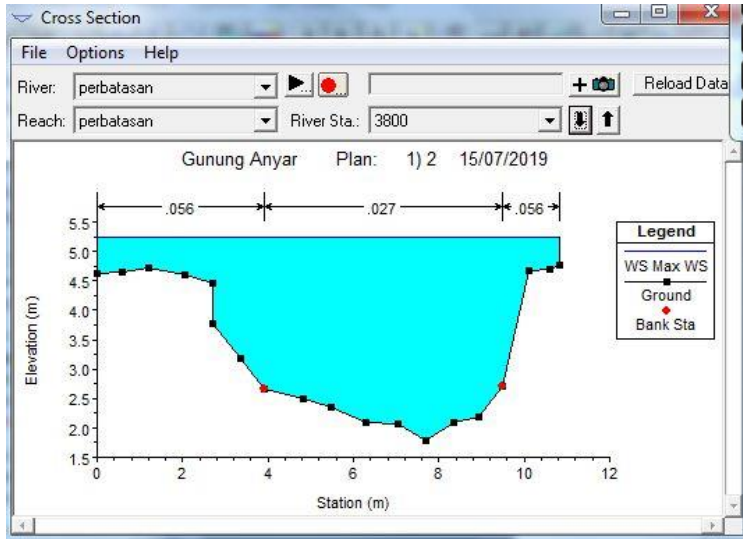 Cross Section
File Options Help
River: perbatasan
Reload Data
Reach: perbatasan River Sta.: 3800
Gunung Anyar Plan: 1) 2 15/07/2019
.056 .027 .056
5.5
5.0
4.5
4.0
3.5
3.0
2.5
2.0
1.5
Elevation (m)
0 2 4 6 8 10 12
Station (m)
Legend
WS Max WS
Ground
Bank Sta